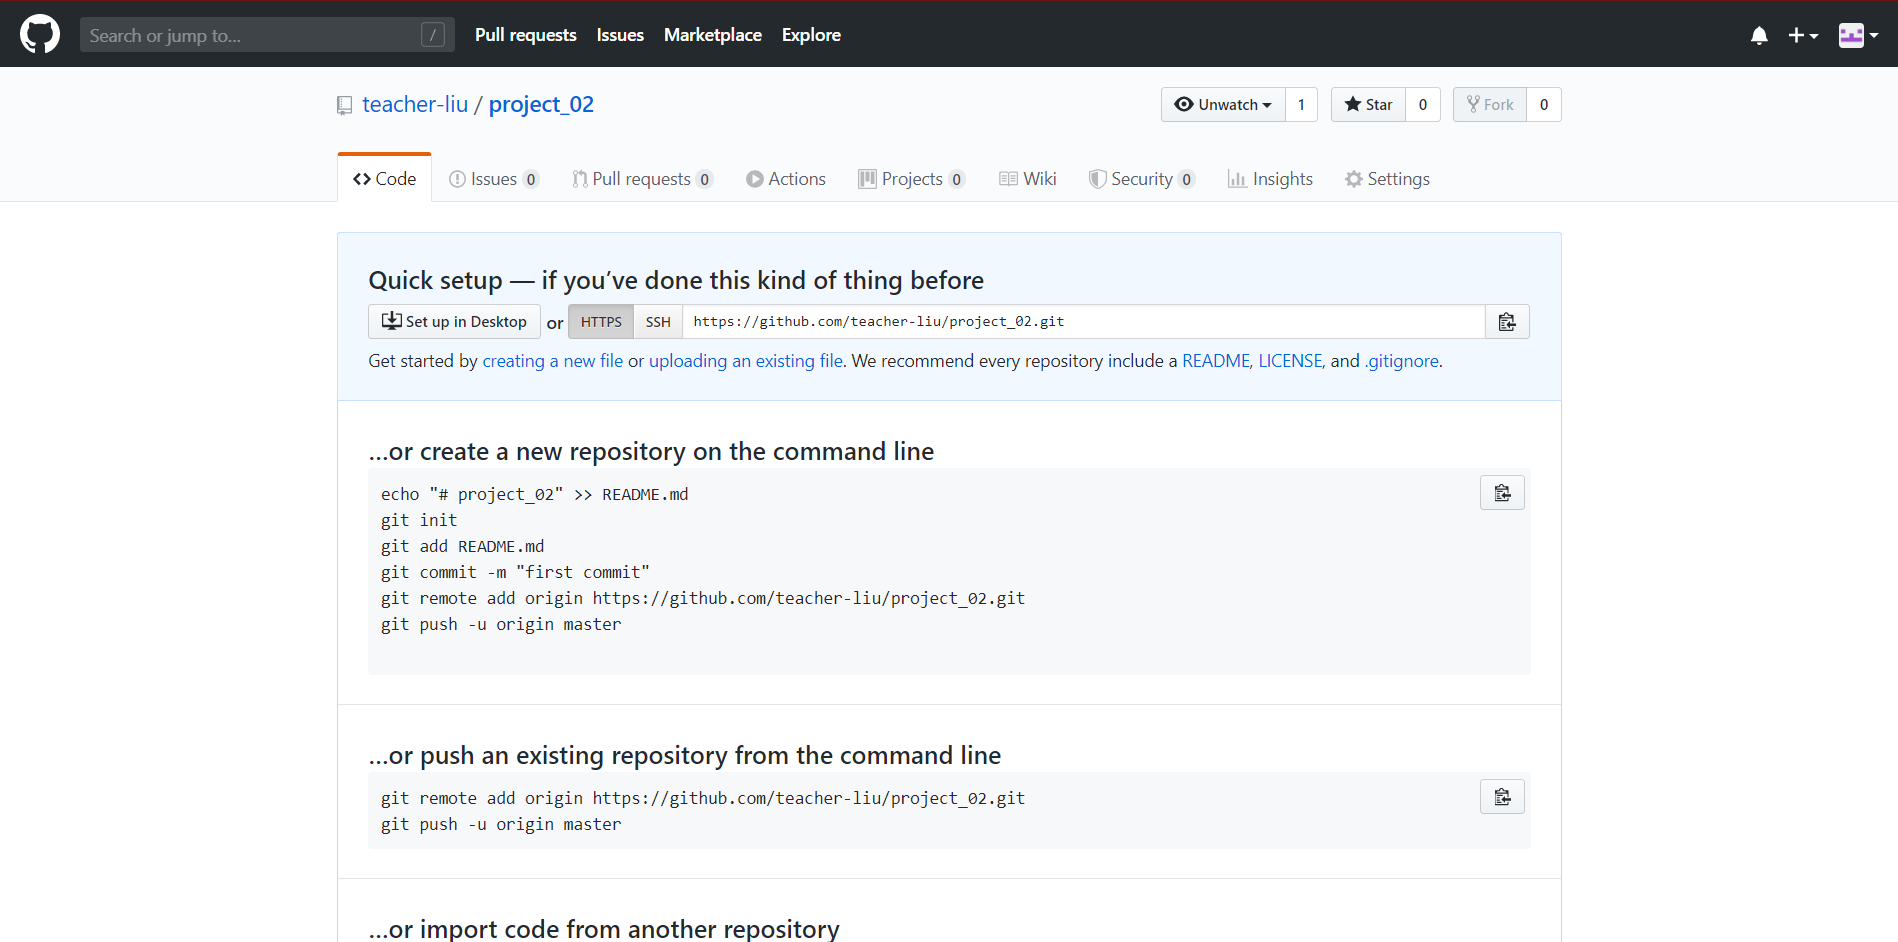 Search or jump to... /
Pull requests Issues Marketplace Explore
teacher-liu / project_02
Unwatch 1 Star 0 Fork 0
Code Issues 0 Pull requests 0 Actions Projects 0 Wiki Security 0 Insights Settings
Quick setup — if you’ve done this kind of thing before
Set up in Desktop or HTTPS SSH https://github.com/teacher-liu/project_02.git
Get started by creating a new file or uploading an existing file. We recommend every repository include a README, LICENSE, and .gitignore.
…or create a new repository on the command line
echo "# project_02" >> README.md
git init
git add README.md
git commit -m "first commit"
git remote add origin https://github.com/teacher-liu/project_02.git
git push -u origin master
…or push an existing repository from the command line
git remote add origin https://github.com/teacher-liu/project_02.git
git push -u origin master
…or import code from another repository